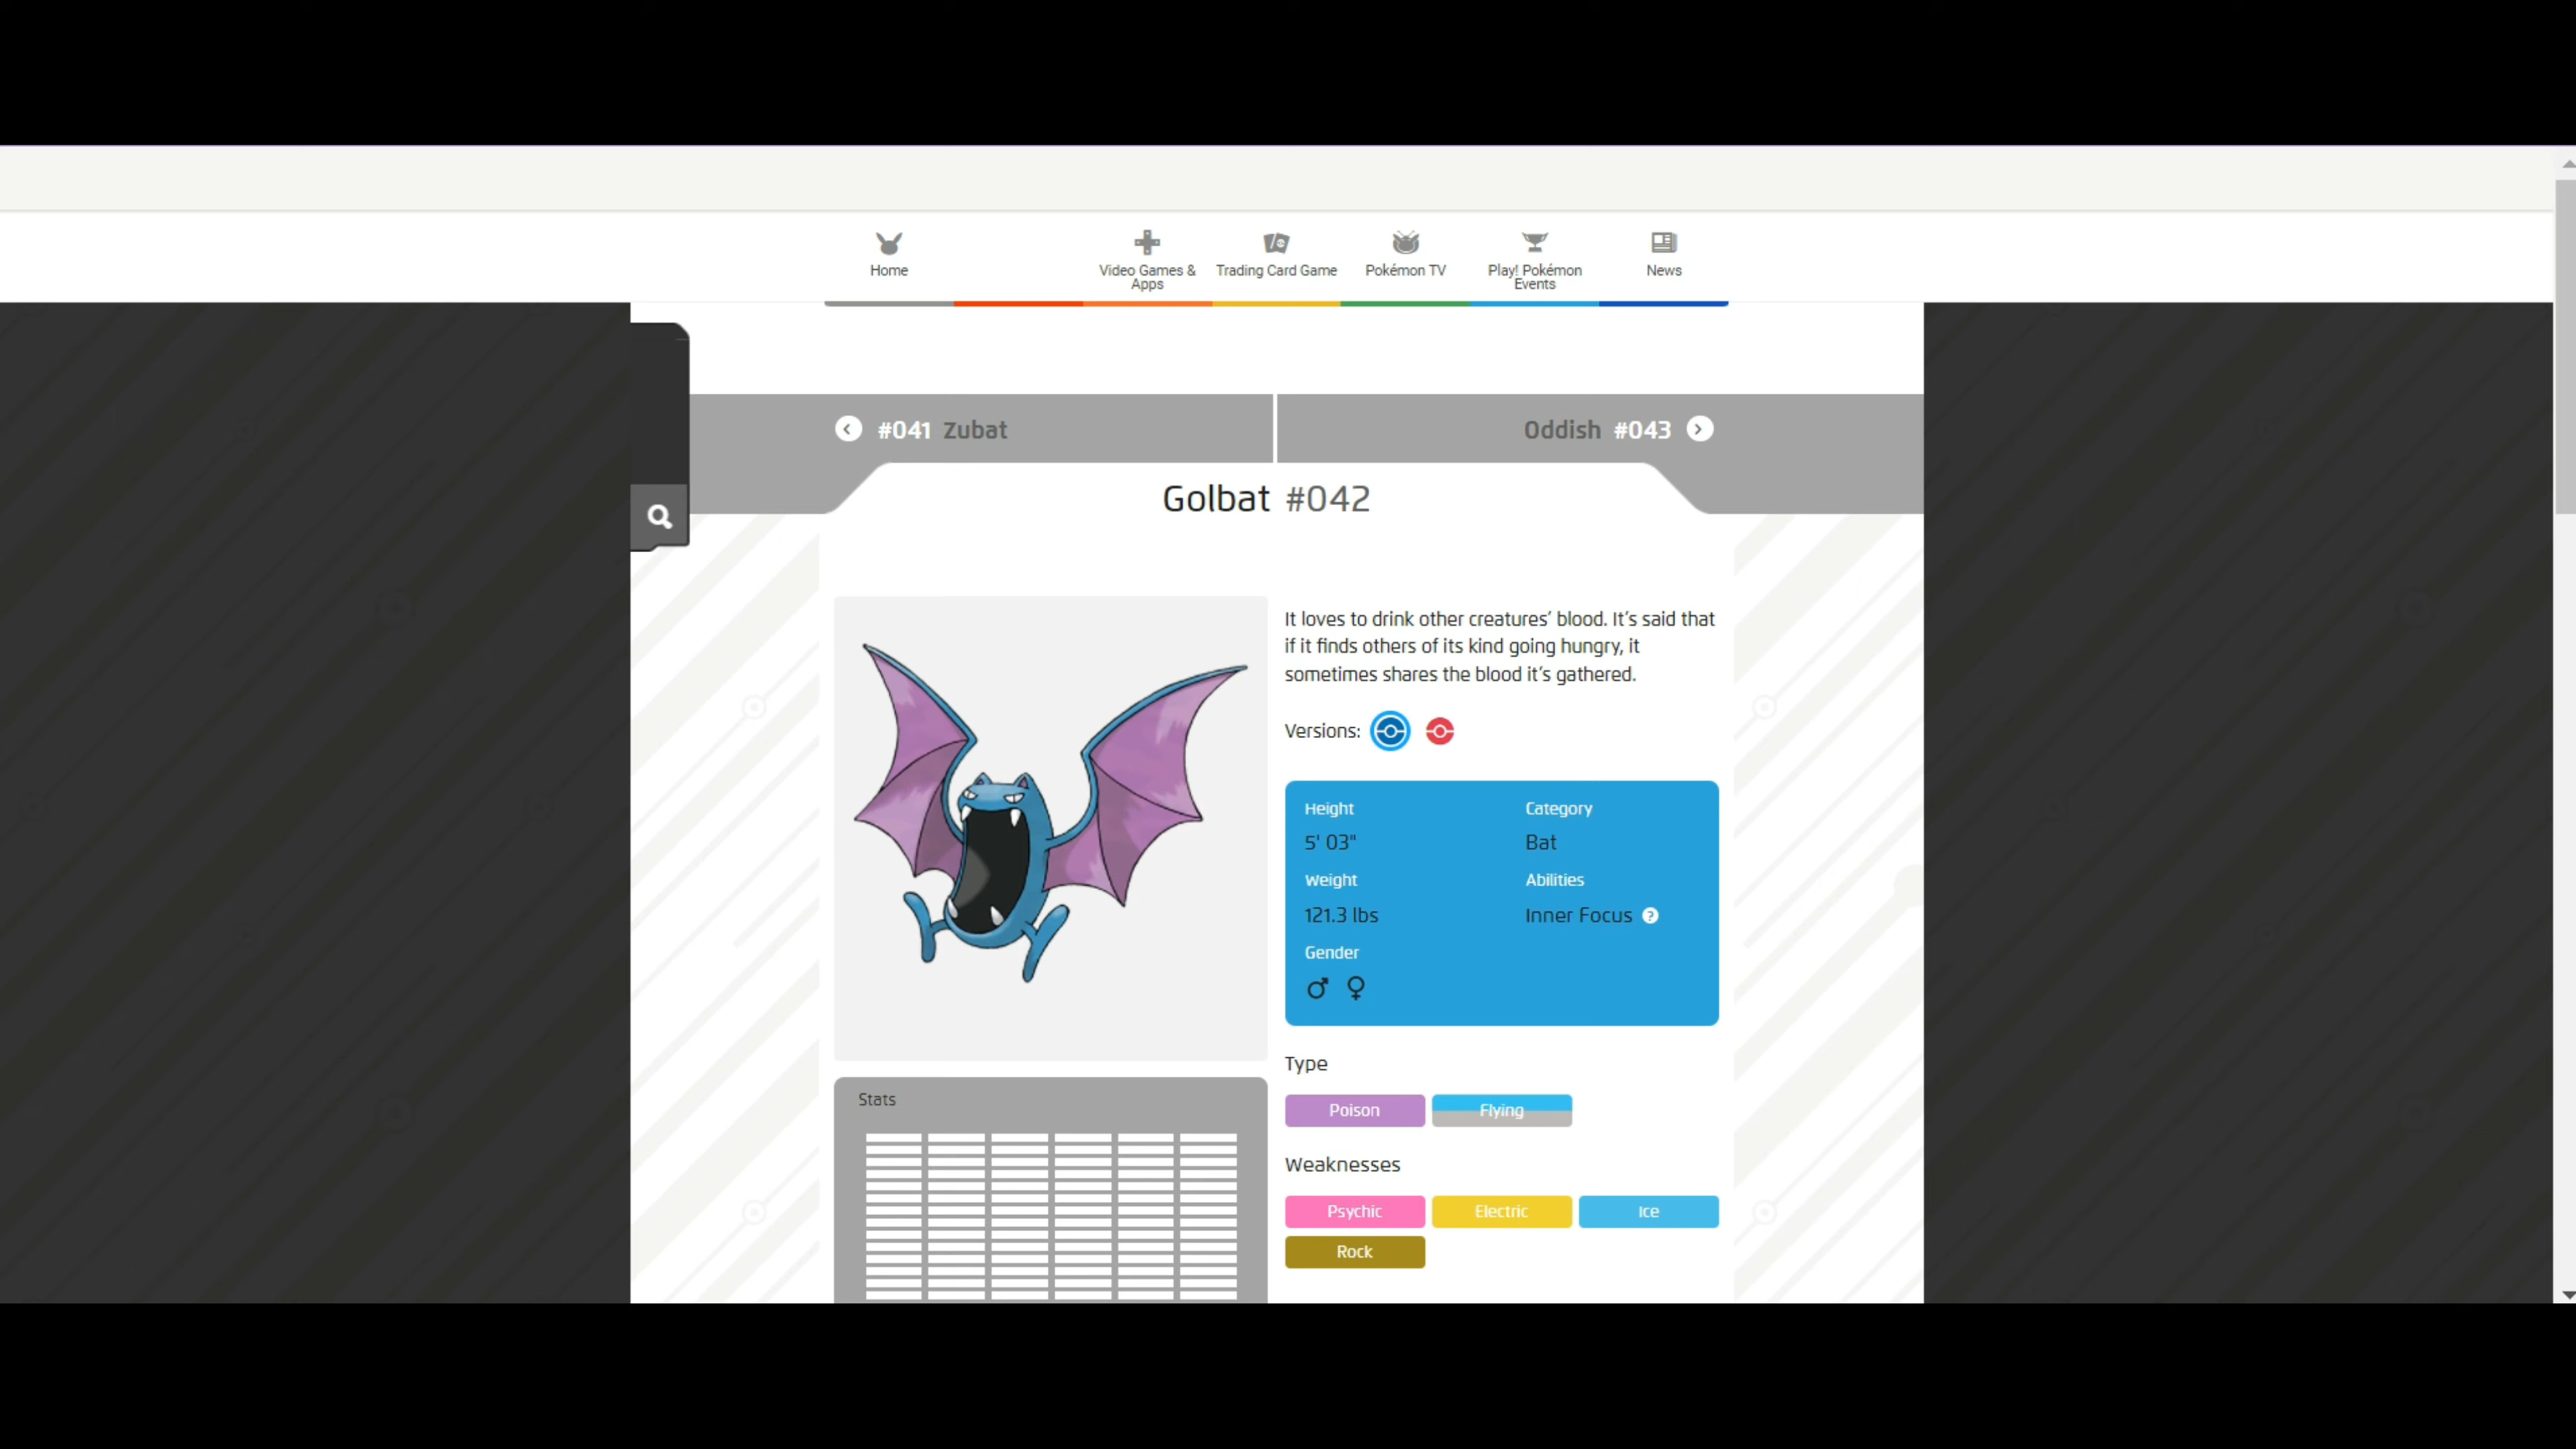 Home
Video Games & Apps
Trading Card Game
Pokémon TV
Play! Pokémon Events
News
#041 Zubat
Oddish #043
Golbat #042
It loves to drink other creatures’ blood. It’s said that
if it finds others of its kind going hungry, it
sometimes shares the blood it’s gathered.
Versions:
Height
Category
5' 03"
Bat
Weight
Abilities
121.3 lbs
Inner Focus ?
Gender
Type
Poison Flying
Weaknesses
Psychic Electric Ice
Rock
Stats